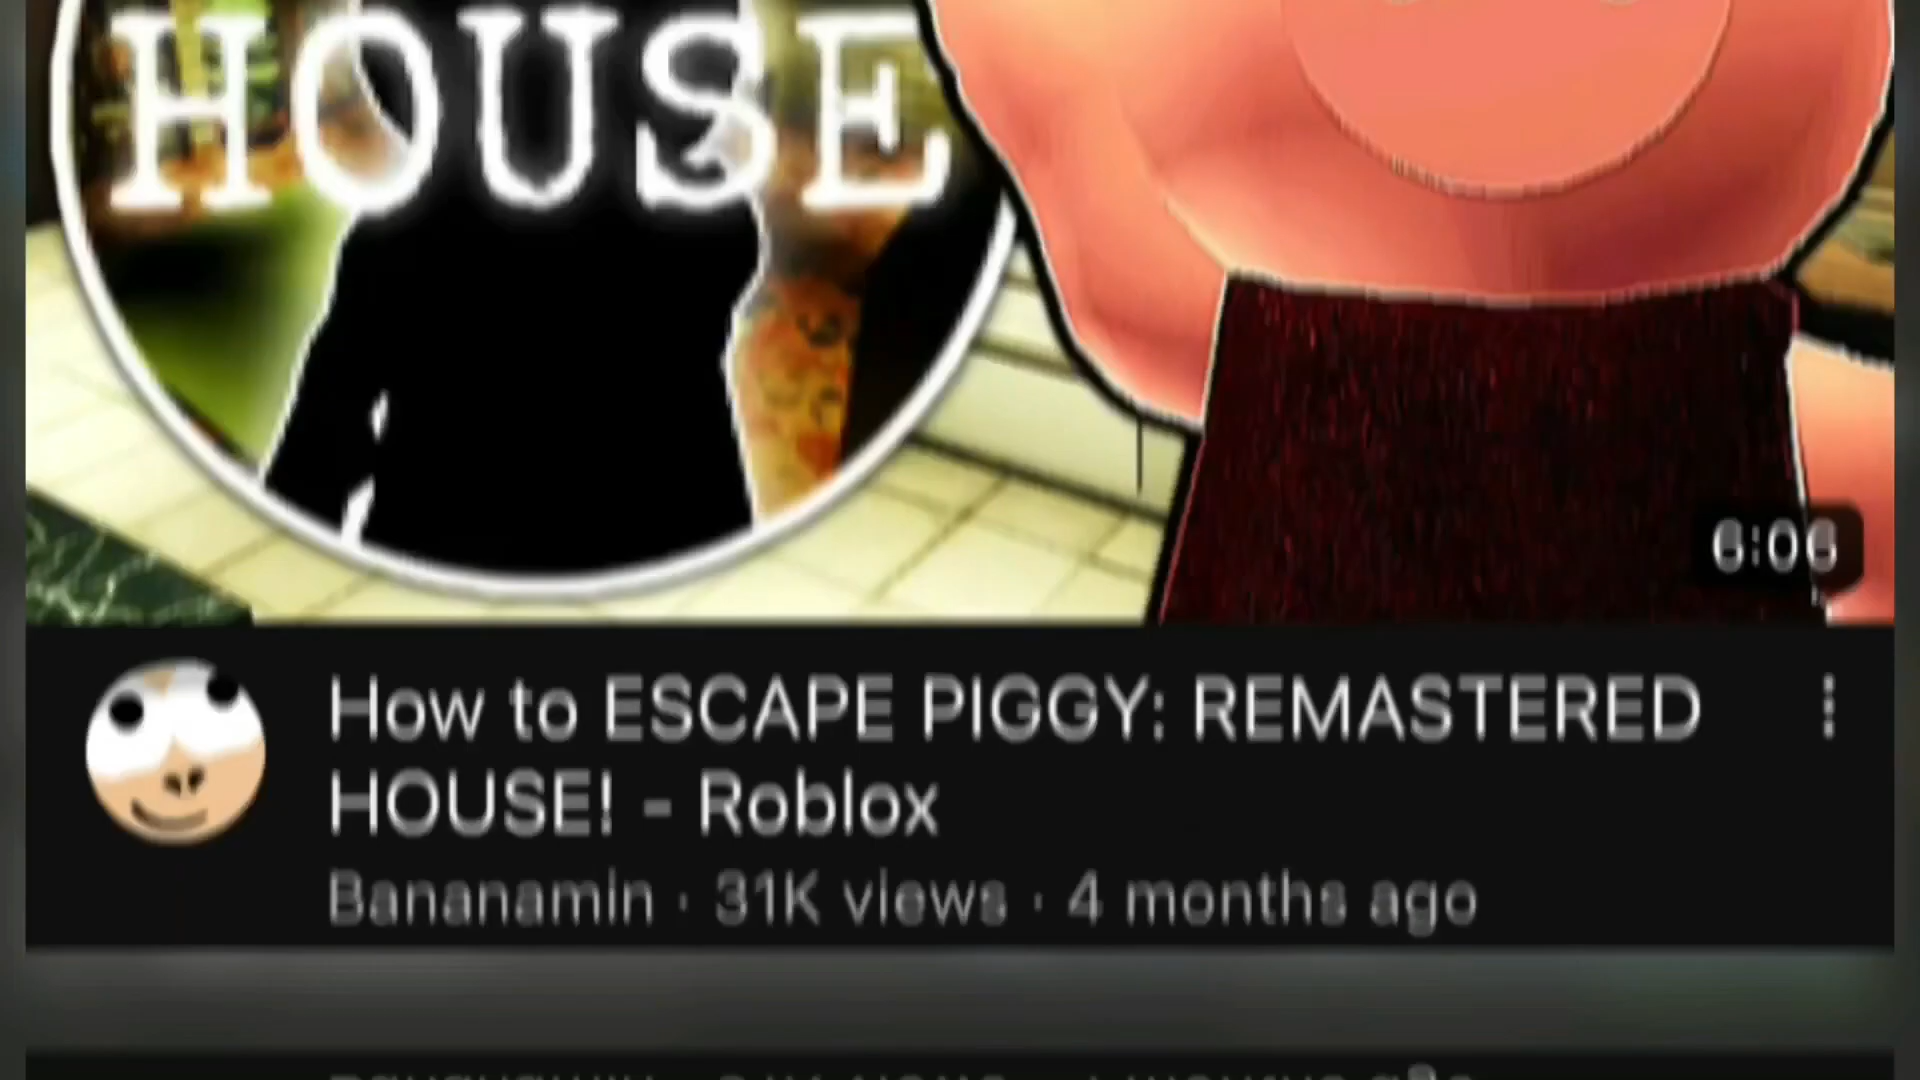 HOUSE
6:06
How to ESCAPE PIGGY: REMASTERED
HOUSE! - Roblox
Bananamin · 31K views · 4 months ago